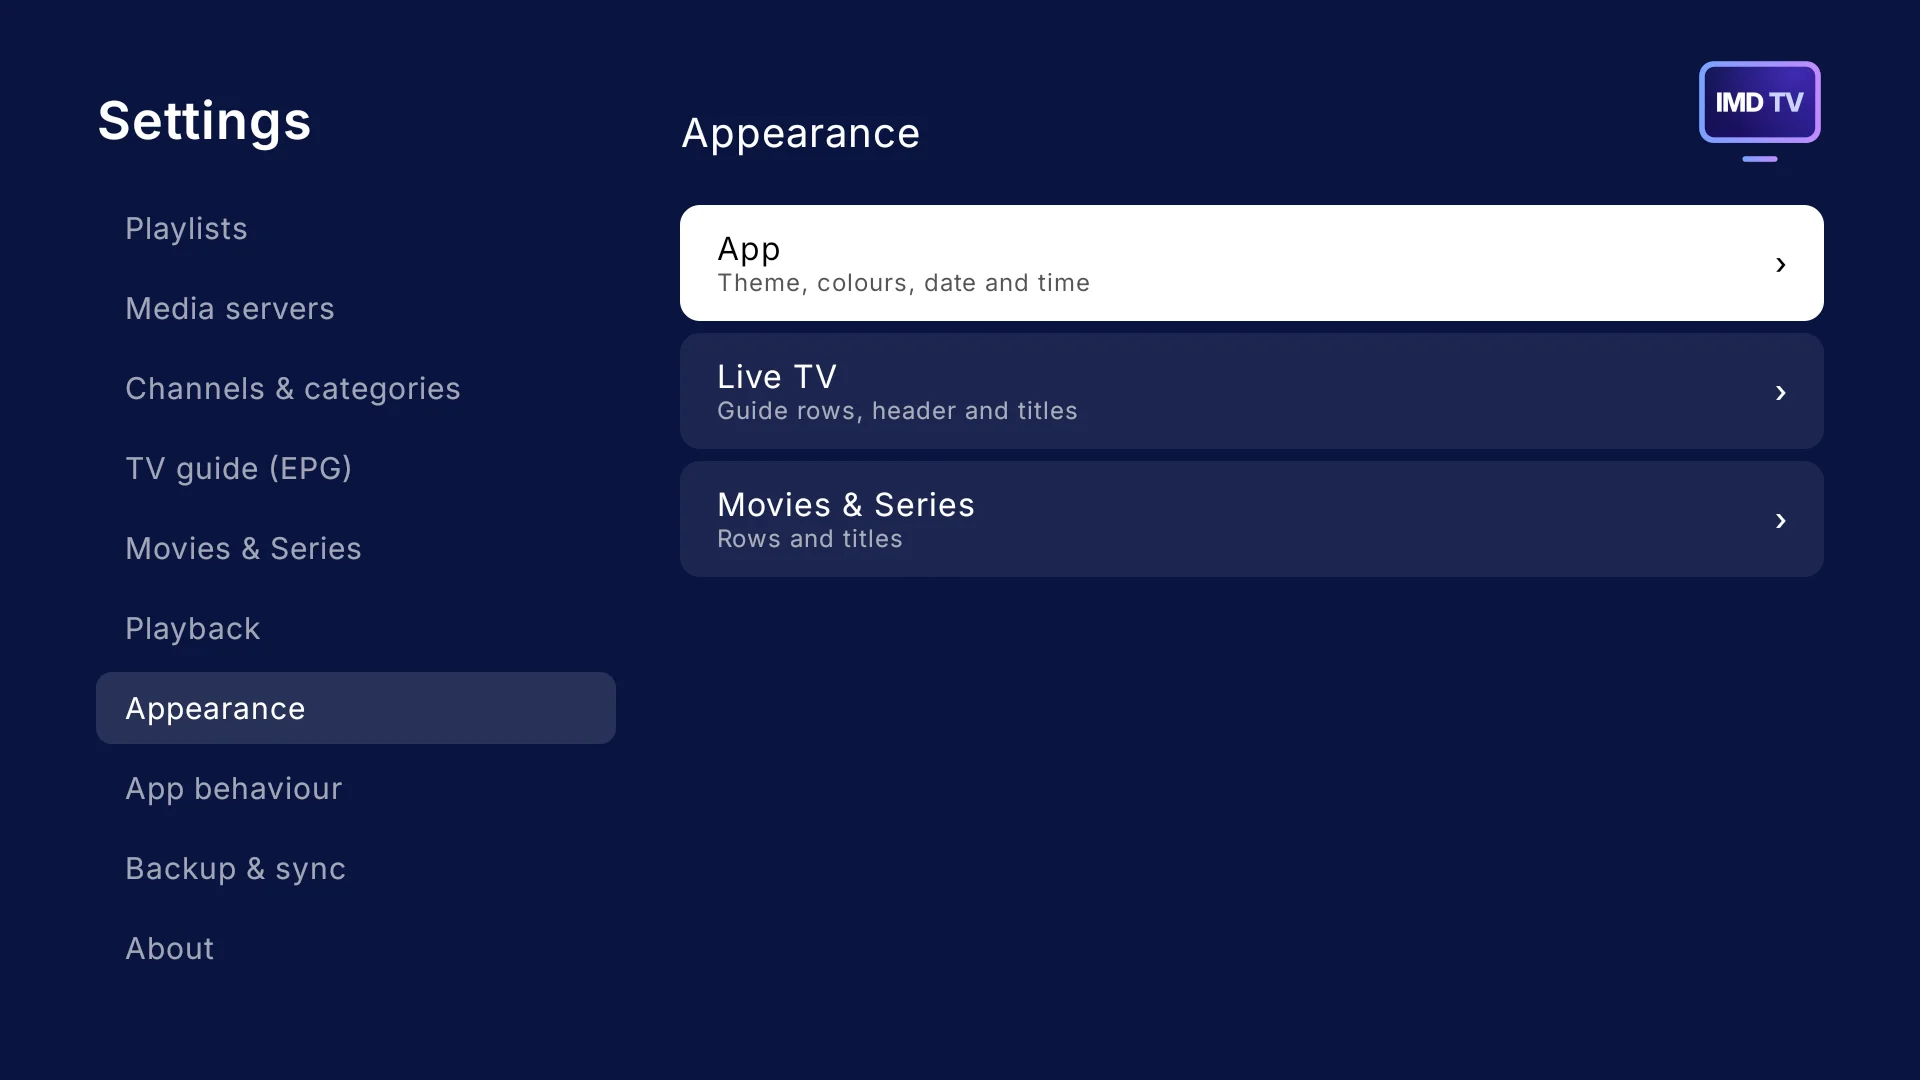 Settings
Playlists
Media servers
Channels & categories
TV guide (EPG)
Movies & Series
Playback
Appearance
App behaviour
Backup & sync
About
Appearance
IMD TV
App
Theme, colours, date and time
Live TV
Guide rows, header and titles
Movies & Series
Rows and titles